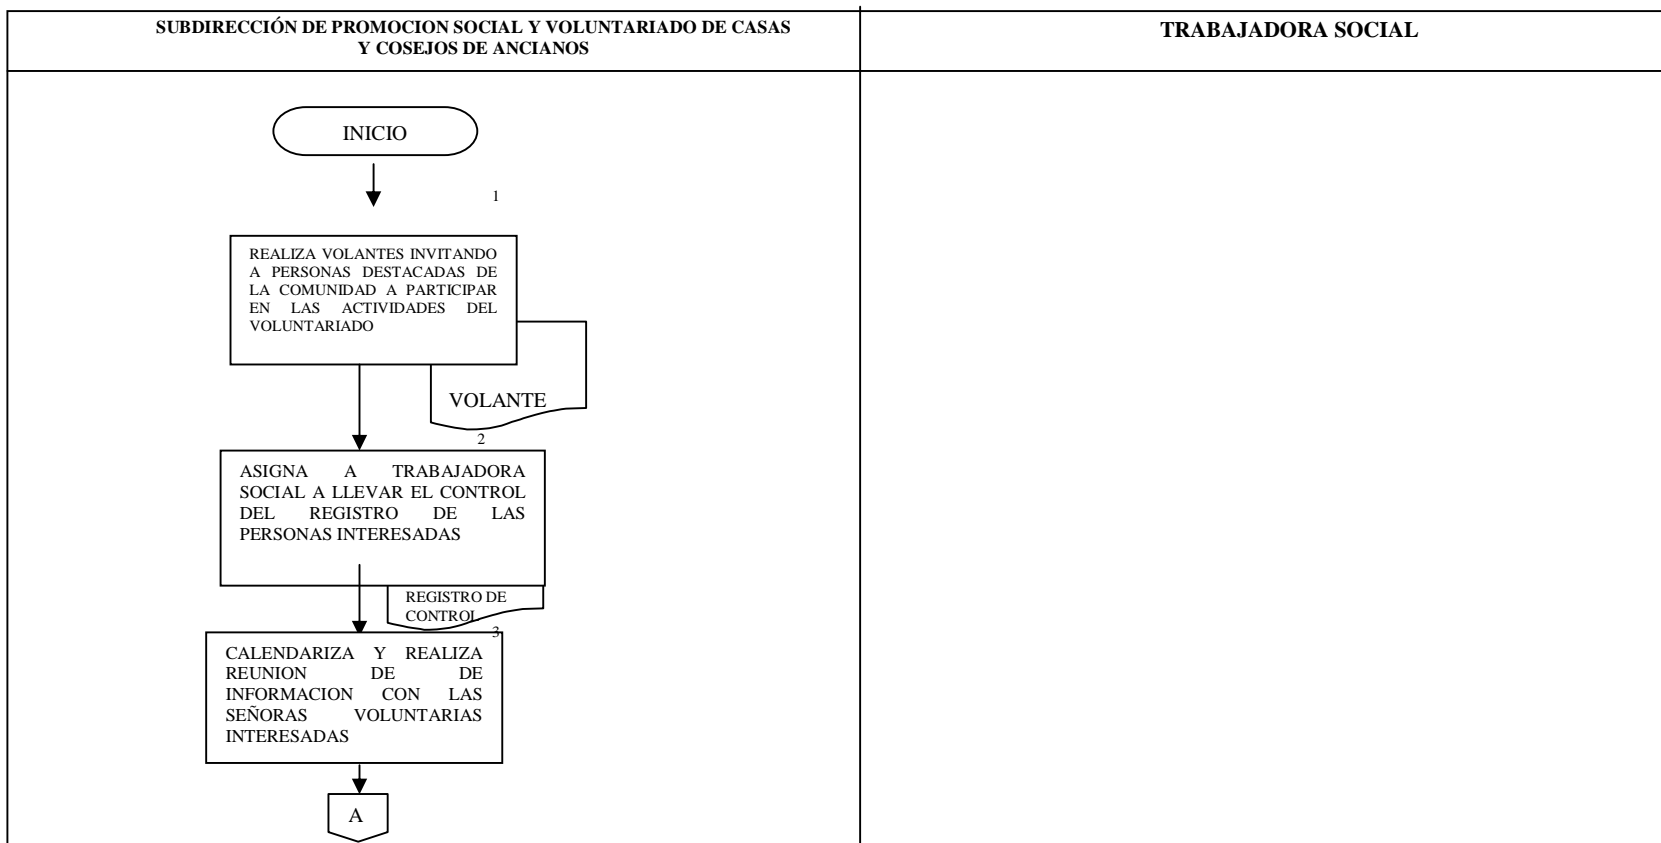 SUBDIRECCIÓN DE PROMOCION SOCIAL Y VOLUNTARIADO DE CASAS
Y COSEJOS DE ANCIANOS
TRABAJADORA SOCIAL
INICIO
1
REALIZA VOLANTES INVITANDO
A PERSONAS DESTACADAS DE
LA COMUNIDAD A PARTICIPAR
EN LAS ACTIVIDADES DEL
VOLUNTARIADO
VOLANTE
2
ASIGNA A TRABAJADORA
SOCIAL A LLEVAR EL CONTROL
DEL REGISTRO DE LAS
PERSONAS INTERESADAS
REGISTRO DE
CONTROL
3
CALENDARIZA Y REALIZA
REUNION DE DE
INFORMACION CON LAS
SEÑORAS VOLUNTARIAS
INTERESADAS
A